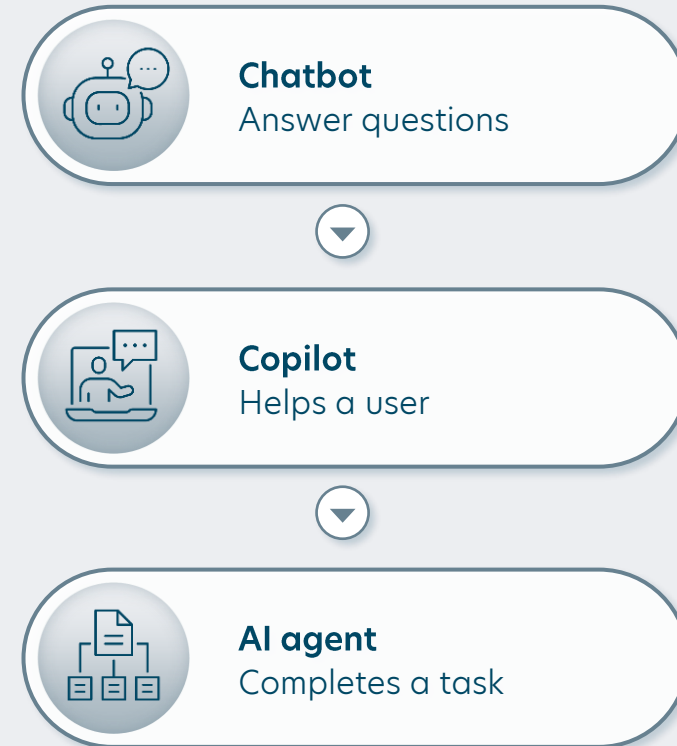 Chatbot
Answer questions
Copilot
Helps a user
AI agent
Completes a task